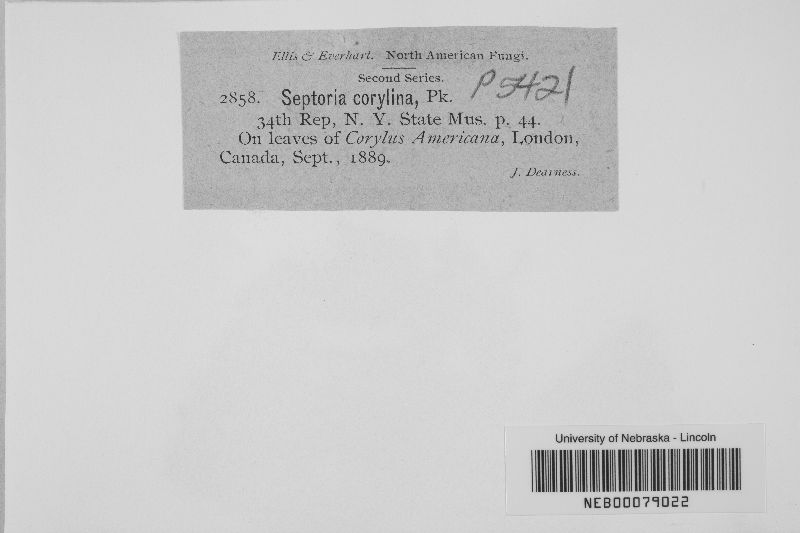 Ellis & Everhart. North American Fungi.
Second Series.
2858. Septoria corylina, Pk. P 5421
34th Rep, N. Y. State Mus. p. 44.
On leaves of Corylus Americana, London,
Canada, Sept., 1889.
J. Dearness.
University of Nebraska - Lincoln
NEB00079022